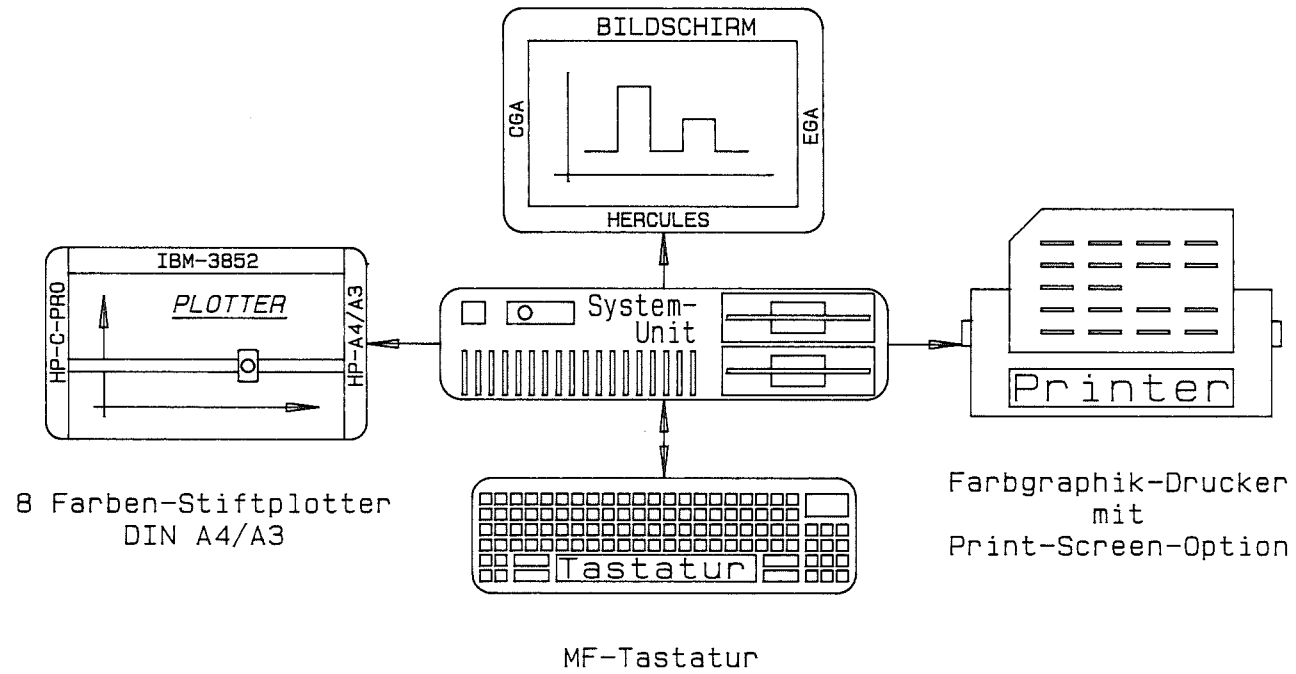 BILDSCHIRM
CGA
EGA
HERCULES
IBM-3852
HP-C-PRO
PLOTTER
HP-A4/A3
System-
Unit
Printer
8 Farben-Stiftplotter
DIN A4/A3
Farbgraphik-Drucker
mit
Print-Screen-Option
Tastatur
MF-Tastatur